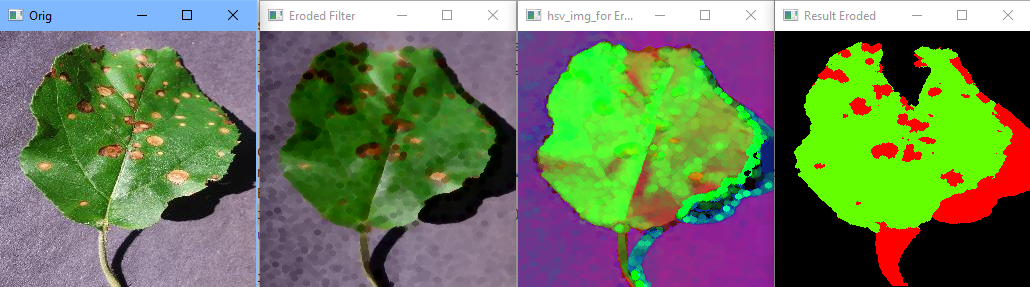 Orig
Eroded Filter
hsv_img_for Er...
Result Eroded